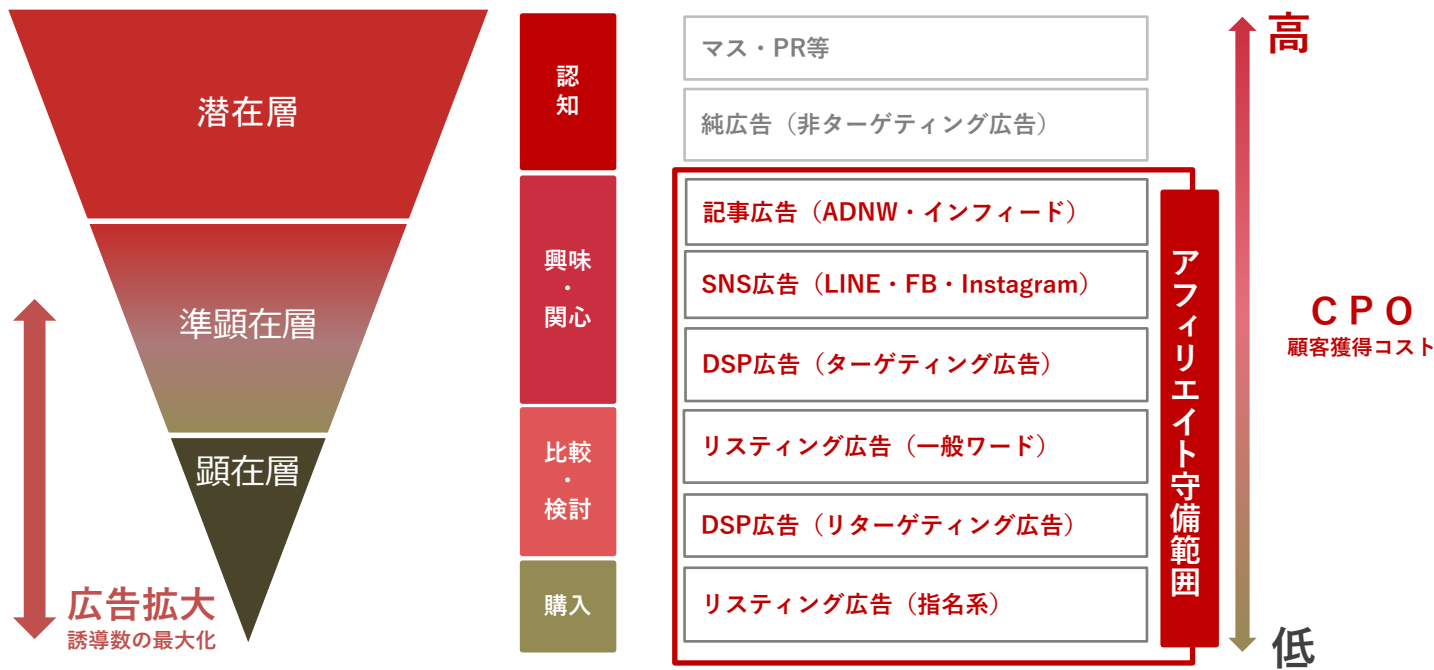 潜在層
準顕在層
顕在層
広告拡大
誘導数の最大化
認
知
興味
・
関心
比較
・
検討
購入
マス・PR等
純広告（非ターゲティング広告）
記事広告（ADNW・インフィード）
SNS広告（LINE・FB・Instagram）
DSP広告（ターゲティング広告）
リスティング広告（一般ワード）
DSP広告（リターゲティング広告）
リスティング広告（指名系）
アフィリエイト守備範囲
高
ＣＰＯ
顧客獲得コスト
低